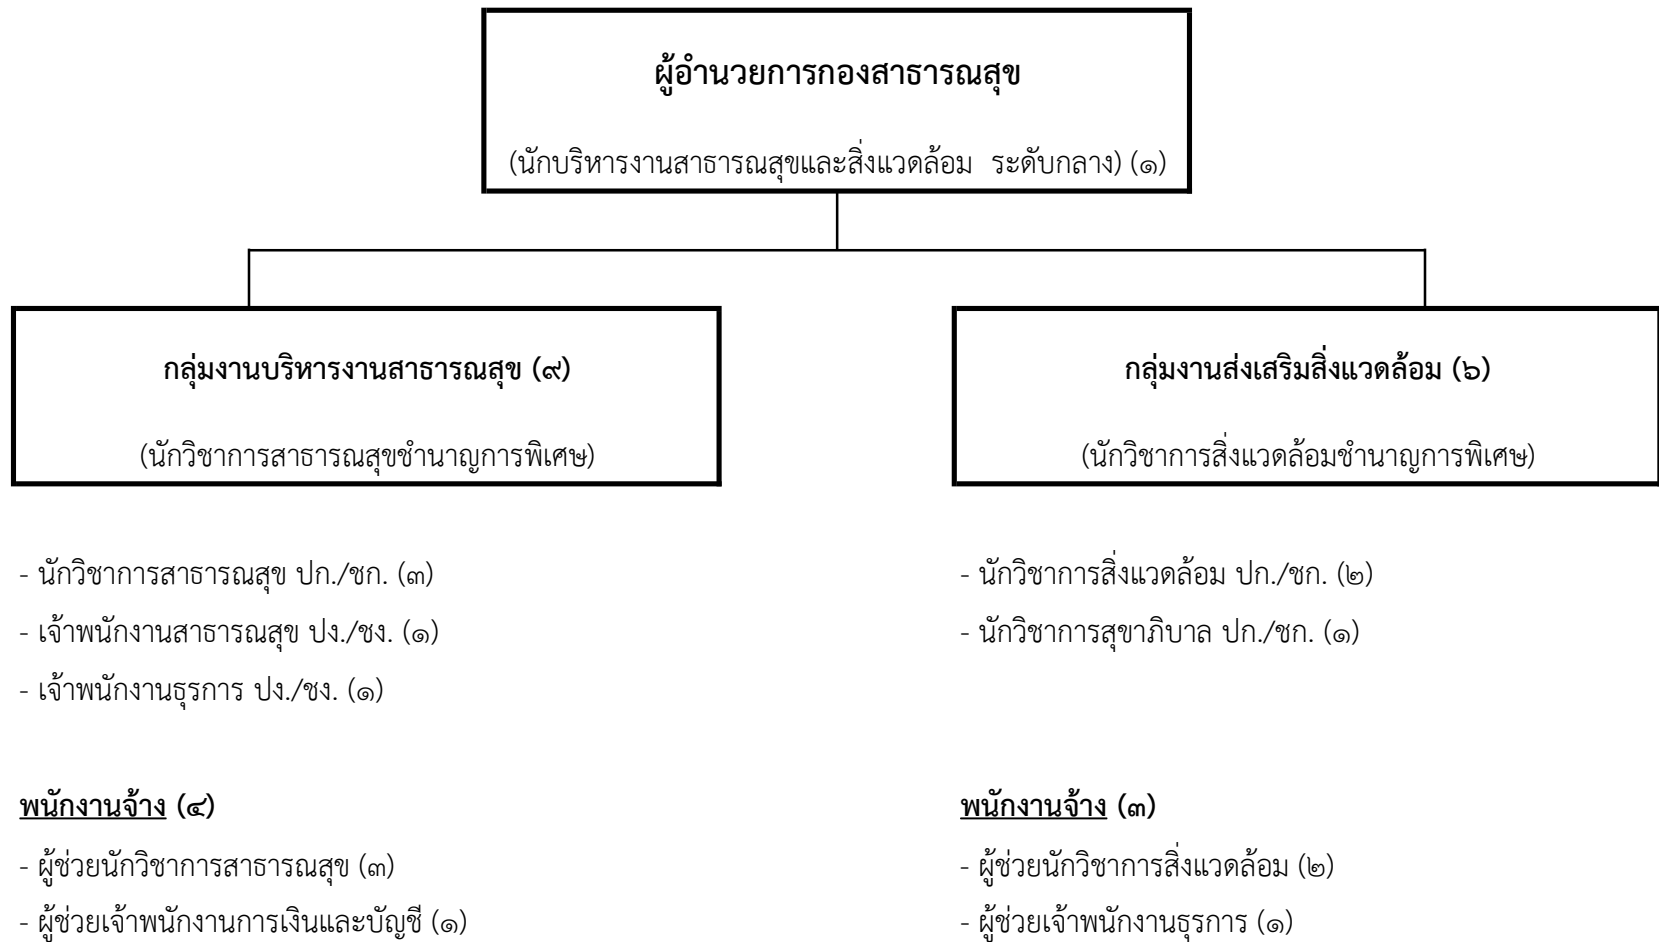 ผู้อำนวยการกองสาธารณสุข
(นักบริหารงานสาธารณสุขและสิ่งแวดล้อม ระดับกลาง) (๑)
กลุ่มงานบริหารงานสาธารณสุข (๙)
(นักวิชาการสาธารณสุขชำนาญการพิเศษ)
- นักวิชาการสาธารณสุข ปก./ชก. (๓)
- เจ้าพนักงานสาธารณสุข ปง./ชง. (๑)
- เจ้าพนักงานธุรการ ปง./ชง. (๑)
พนักงานจ้าง (๔)
- ผู้ช่วยนักวิชาการสาธารณสุข (๓)
- ผู้ช่วยเจ้าพนักงานการเงินและบัญชี (๑)
กลุ่มงานส่งเสริมสิ่งแวดล้อม (๖)
(นักวิชาการสิ่งแวดล้อมชำนาญการพิเศษ)
- นักวิชาการสิ่งแวดล้อม ปก./ชก. (๒)
- นักวิชาการสุขาภิบาล ปก./ชก. (๑)
พนักงานจ้าง (๓)
- ผู้ช่วยนักวิชาการสิ่งแวดล้อม (๒)
- ผู้ช่วยเจ้าพนักงานธุรการ (๑)